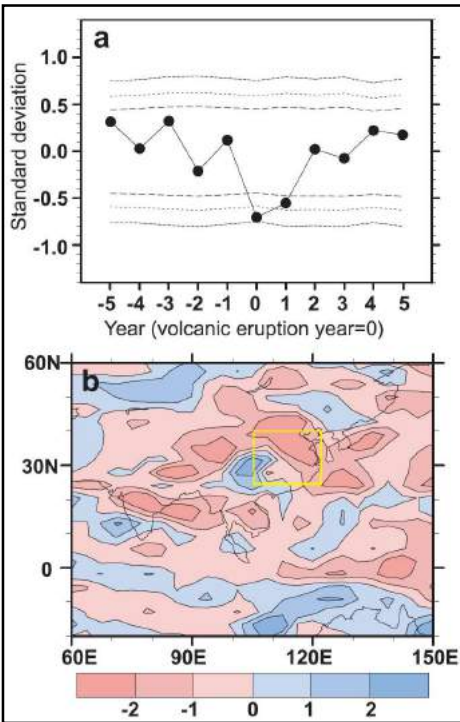 a
1.0
0.5
0.0
-0.5
-1.0
Standard deviation
-5 -4 -3 -2 -1 0 1 2 3 4 5
Year (volcanic eruption year=0)
b
60N
30N
0
60E 90E 120E 150E
-2 -1 0 1 2